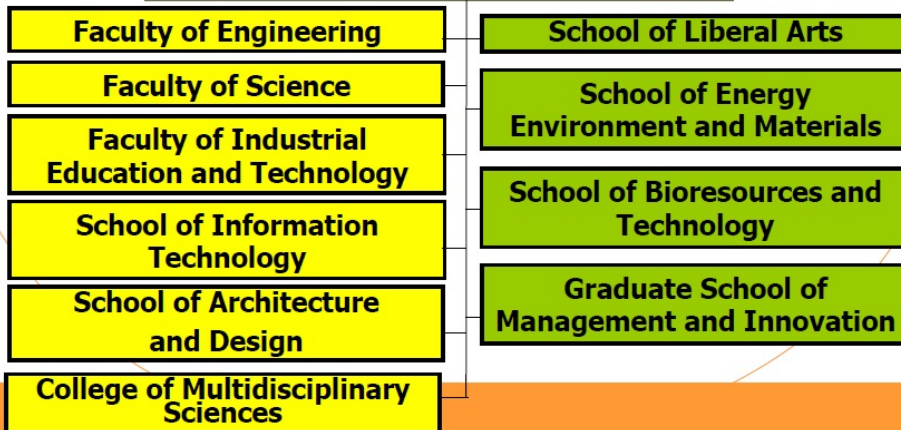 Faculty of Engineering
Faculty of Science
Faculty of Industrial
Education and Technology
School of Information
Technology
School of Architecture
and Design
College of Multidisciplinary
Sciences
School of Liberal Arts
School of Energy
Environment and Materials
School of Bioresources and
Technology
Graduate School of
Management and Innovation